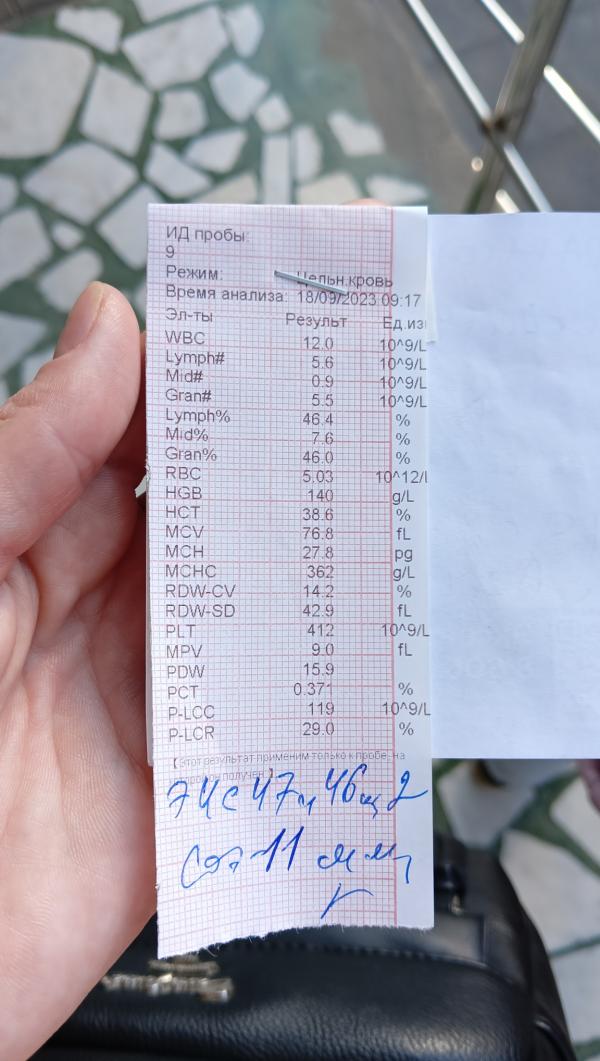 ИД пробы:
9
Режим: Цельн.кровь
Время анализа: 18/09/2023 09:17
Эл-ты Результ Ед.из
WBC 12.0 10^9/L
Lymph# 5.6 10^9/L
Mid# 0.9 10^9/L
Gran# 5.5 10^9/L
Lymph% 46.4 %
Mid% 7.6 %
Gran% 46.0 %
RBC 5.03 10^12/
HGB 140 g/L
HCT 38.6 %
MCV 76.8 fL
MCH 27.8 pg
MCHC 362 g/L
RDW-CV 14.2 %
RDW-SD 42.9 fL
PLT 412 10^9/L
MPV 9.0 fL
PDW 15.9
PCT 0.371 %
P-LCC 119 10^9/L
P-LCR 29.0 %
【Этот результат применим только к пробе, на
получен.】
47 46 2
11